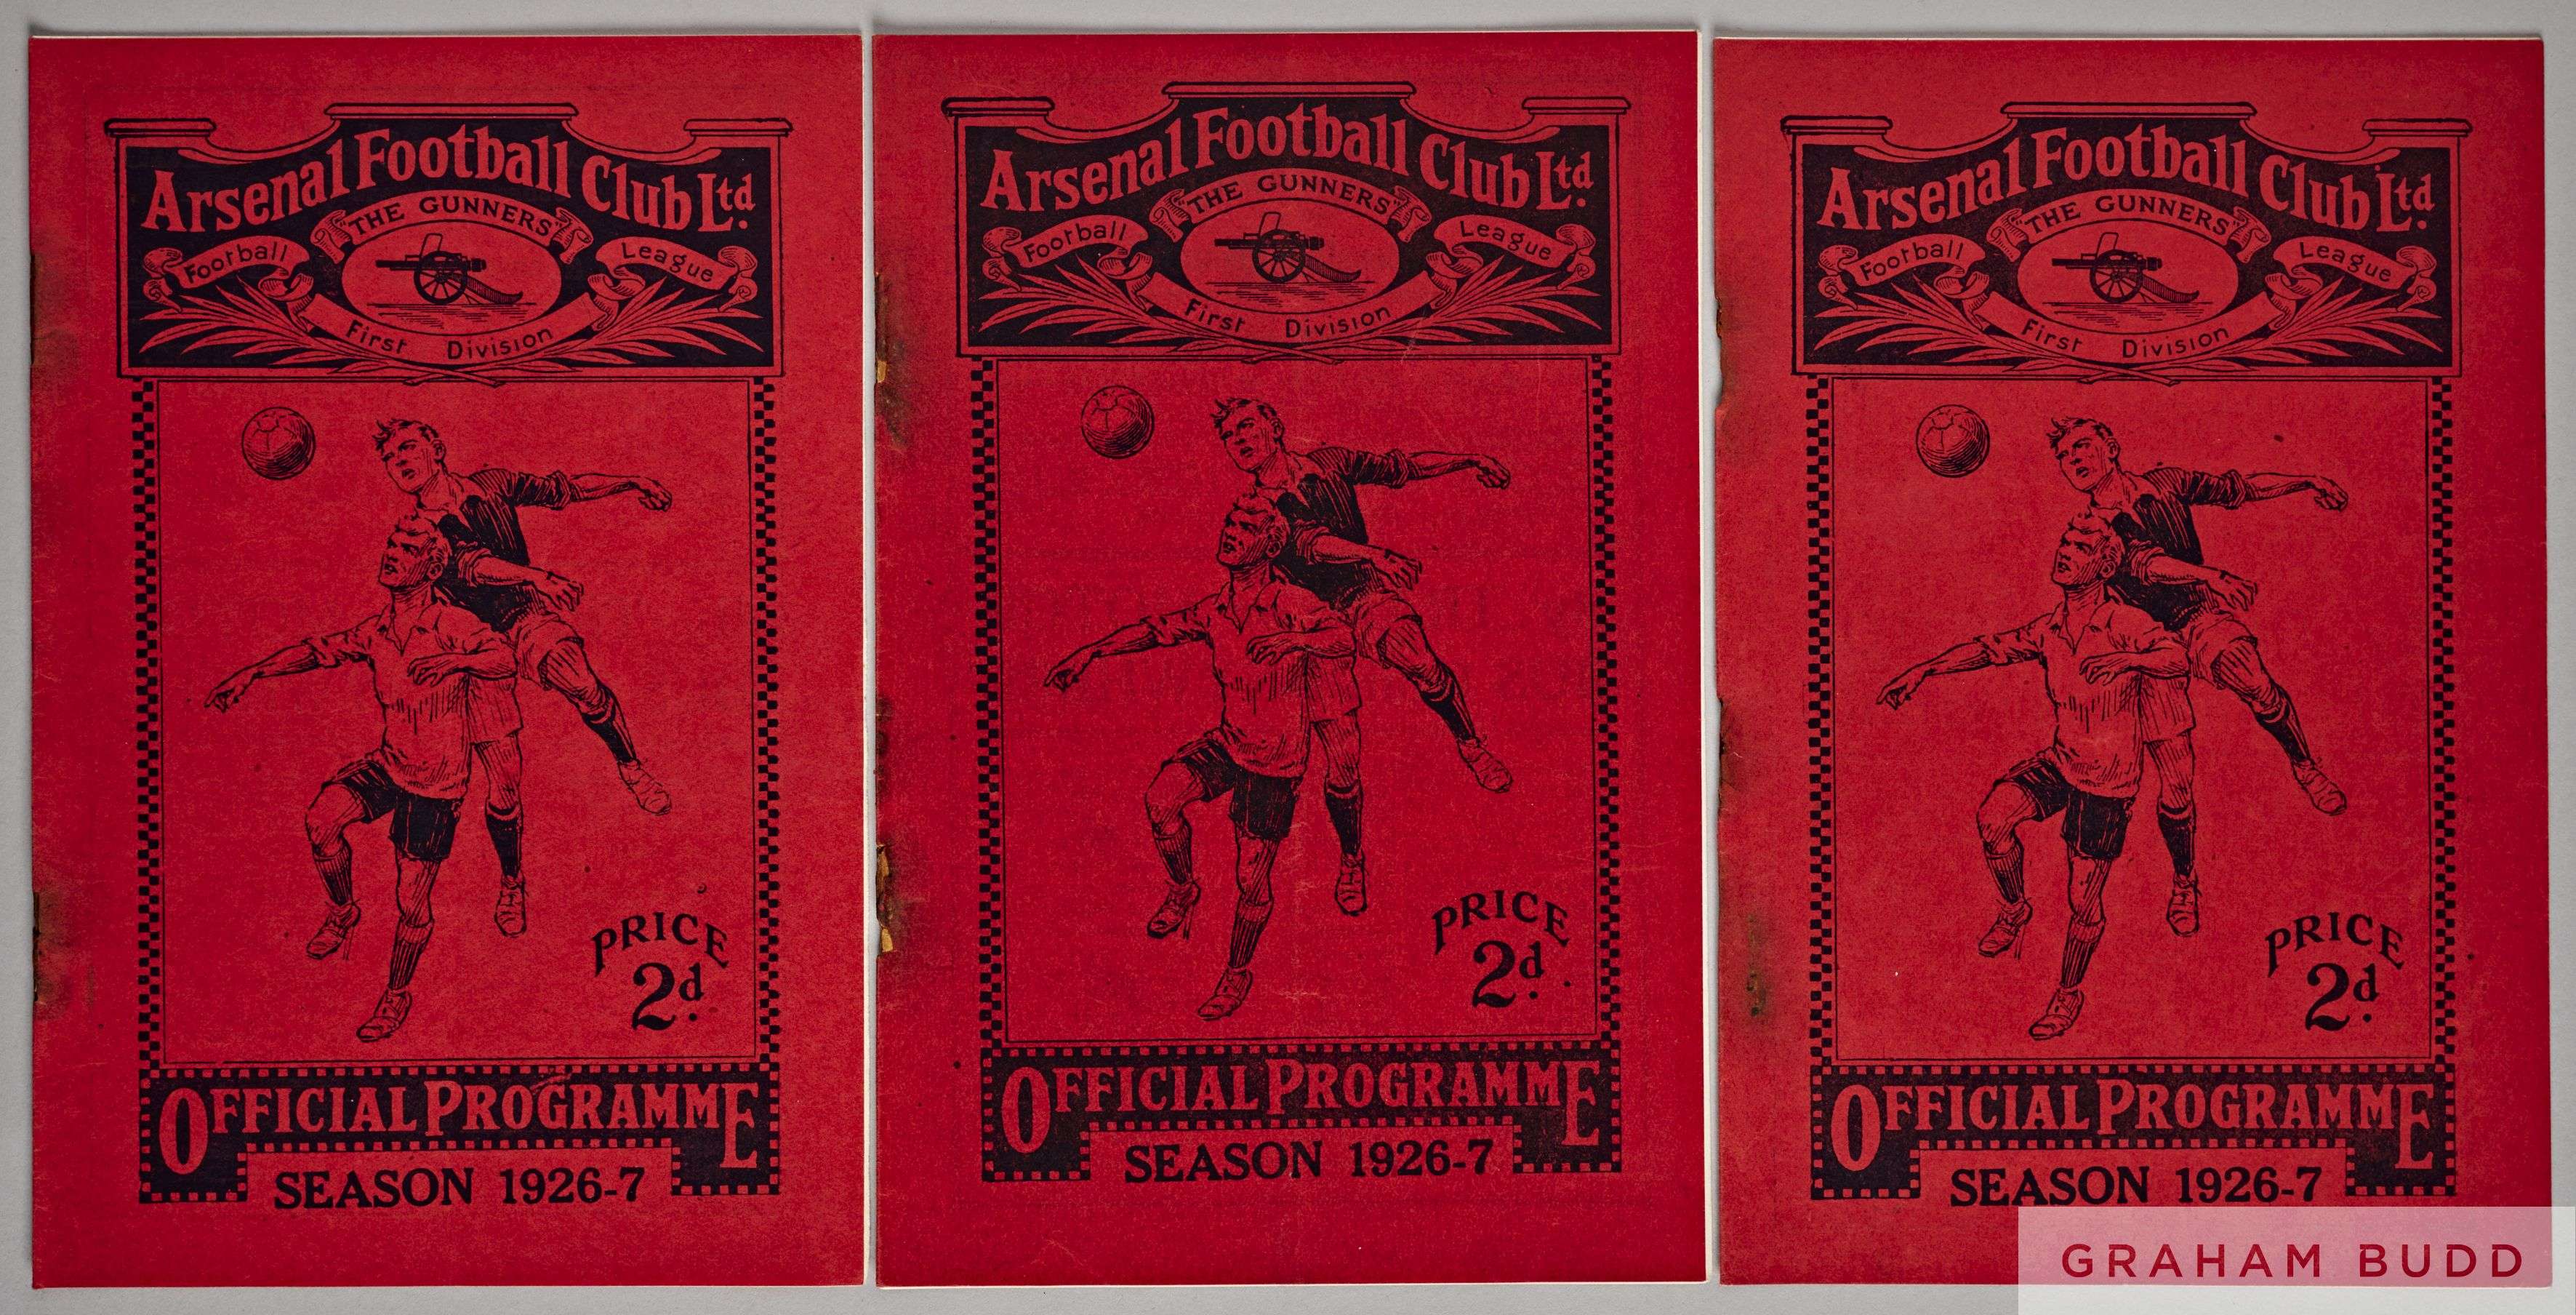 Arsenal Football Club Ltd.
"THE GUNNERS"
Football League
First Division
PRICE
2d.
OFFICIAL PROGRAMME
SEASON 1926-7
Arsenal Football Club Ltd.
"THE GUNNERS"
Football League
First Division
PRICE
2d.
OFFICIAL PROGRAMME
SEASON 1926-7
Arsenal Football Club Ltd.
"THE GUNNERS"
Football League
First Division
PRICE
2d.
OFFICIAL PROGRAMME
SEASON 1926-7
GRAHAM BUDD